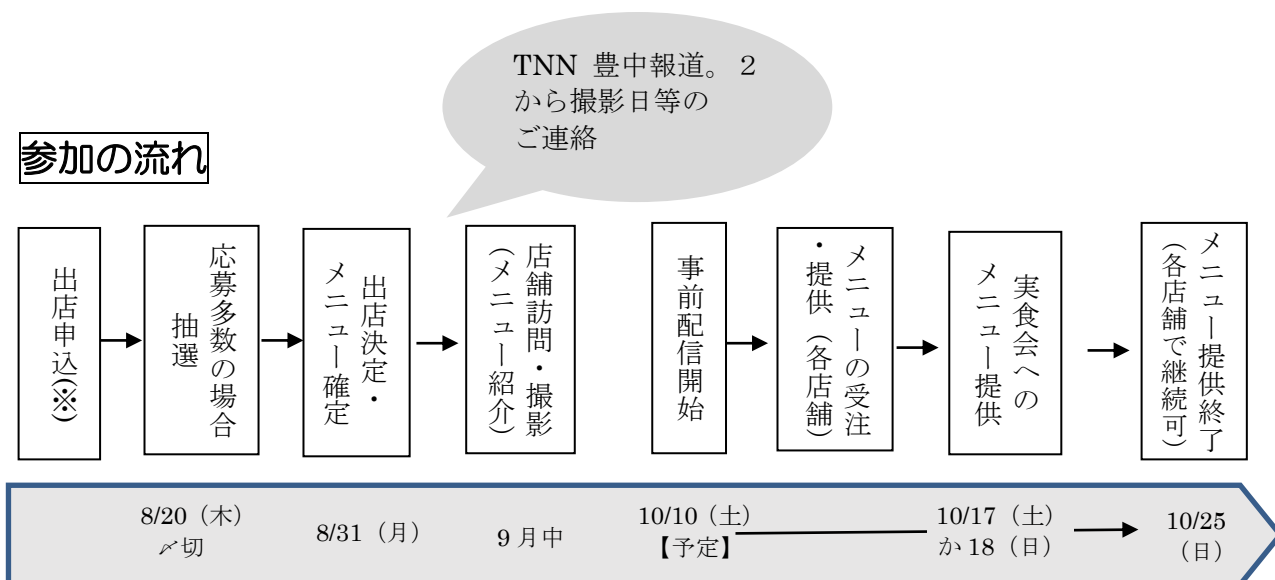 TNN 豊中報道。2
から撮影日等の
ご連絡
参加の流れ
出店申込(※)
応募多数の場合
抽選
出店決定・
メニュー確定
店舗訪問・撮影
(メニュー紹介)
事前配信開始
メニューの受注
・提供(各店舗)
実食会への
メニュー提供
メニュー提供終了
(各店舗で継続可)
8/20(木)
〆切
8/31(月)
9月中
10/10(土)
【予定】
10/17(土)
か18(日)
10/25
(日)